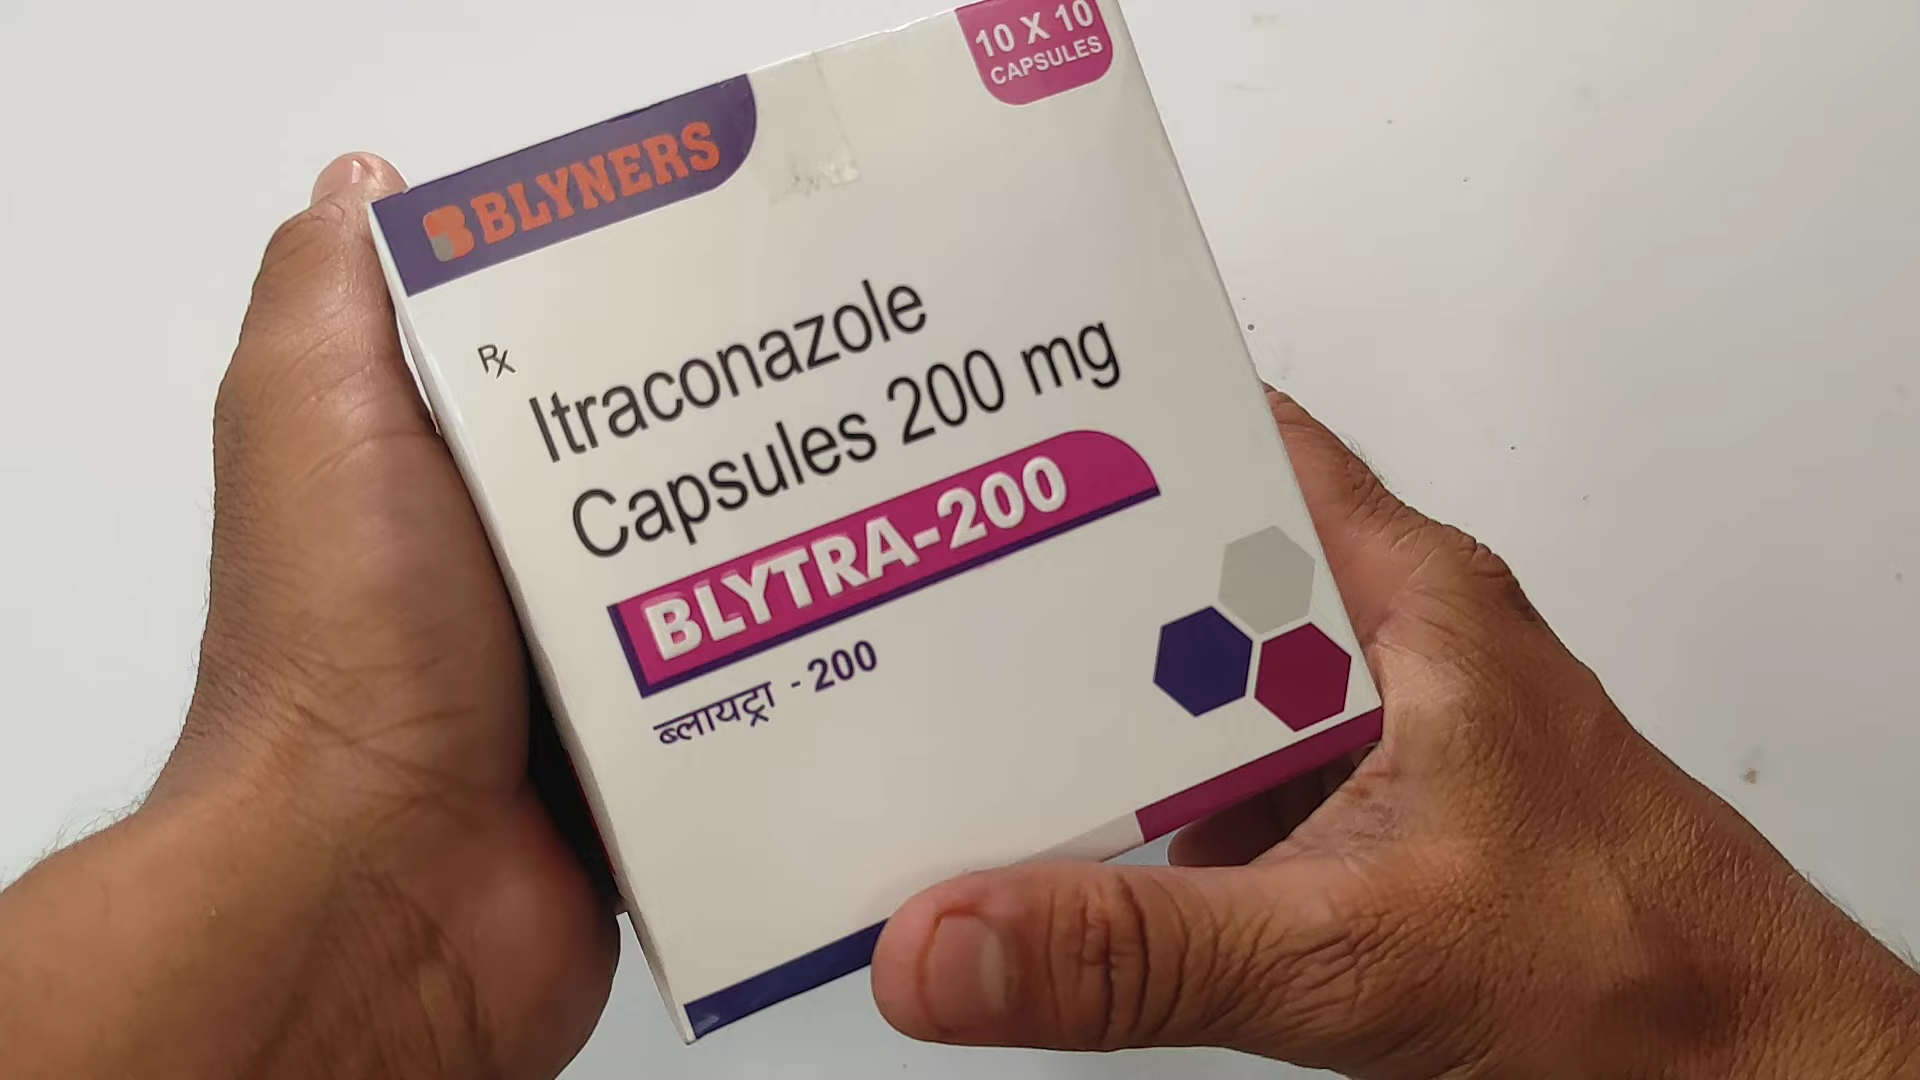 10 X 10
CAPSULES
BLYNERS
Rx
Itraconazole
Capsules 200 mg
BLYTRA-200
ब्लायट्रा - 200